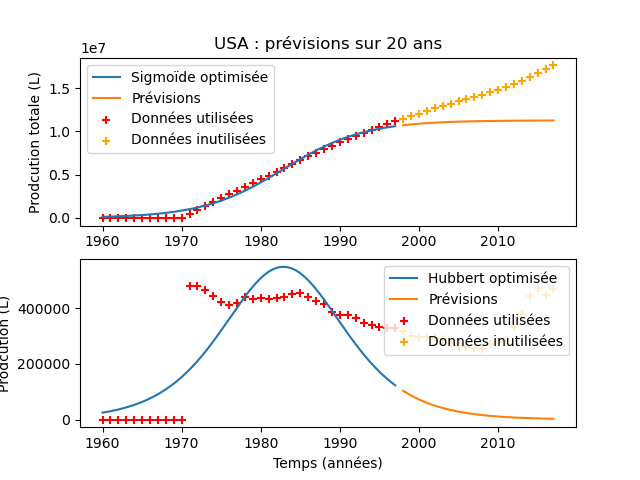 USA : prévisions sur 20 ans
1e7
Prodcution totale (L)
1.5
1.0
0.5
0.0
Sigmoïde optimisée
Prévisions
Données utilisées
Données inutilisées
1960 1970 1980 1990 2000 2010
Prodcution (L)
400000
200000
0
Hubbert optimisée
Prévisions
Données utilisées
Données inutilisées
1960 1970 1980 1990 2000 2010
Temps (années)